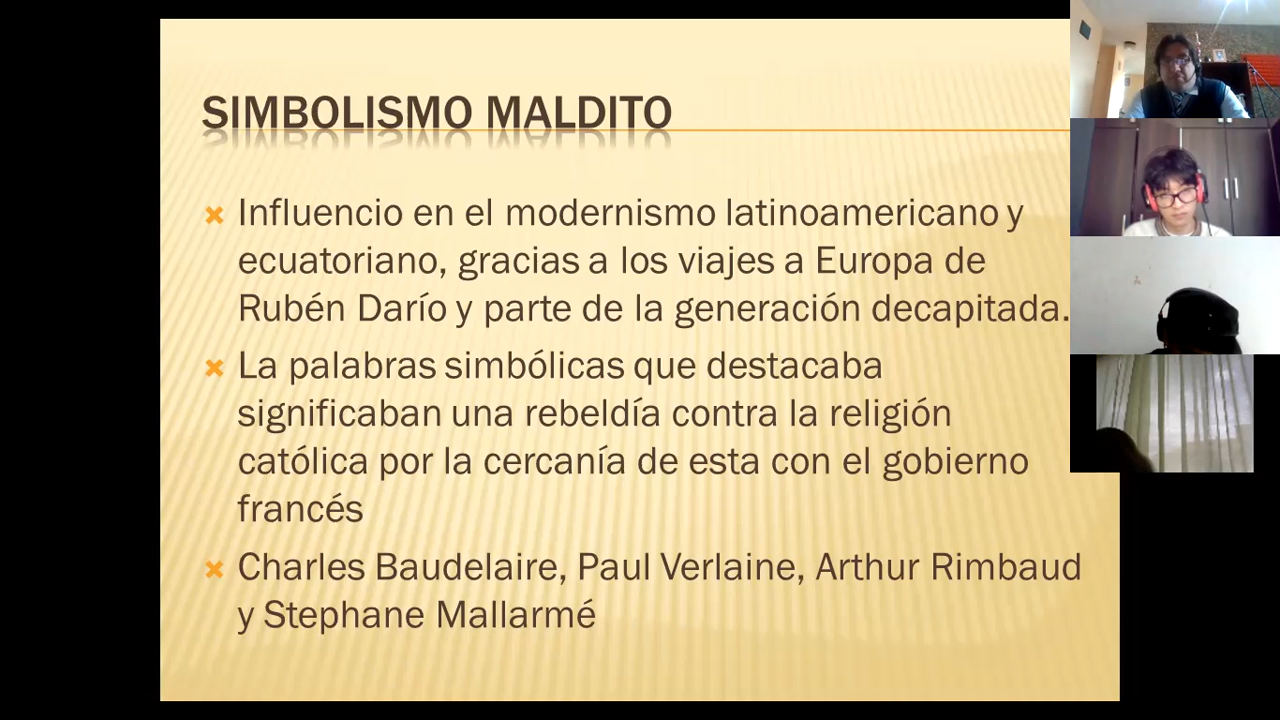 SIMBOLISMO MALDITO
Influencio en el modernismo latinoamericano y
ecuatoriano, gracias a los viajes a Europa de
Rubén Darío y parte de la generación decapitada.
La palabras simbólicas que destacaba
significaban una rebeldía contra la religión
católica por la cercanía de esta con el gobierno
francés
Charles Baudelaire, Paul Verlaine, Arthur Rimbaud
y Stephane Mallarmé